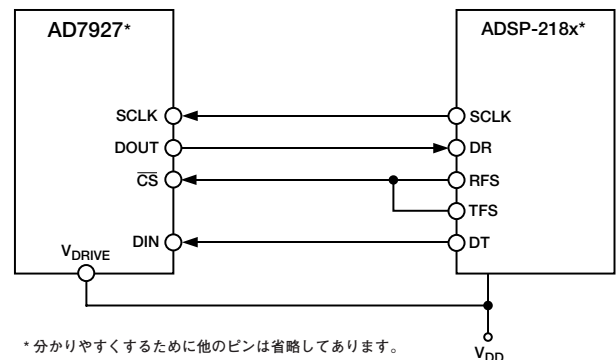 AD7927*
ADSP-218x*
SCLK
SCLK
DOUT
DR
CS
RFS
TFS
DIN
DT
VDRIVE
* 分かりやすくするために他のピンは省略してあります。
VDD